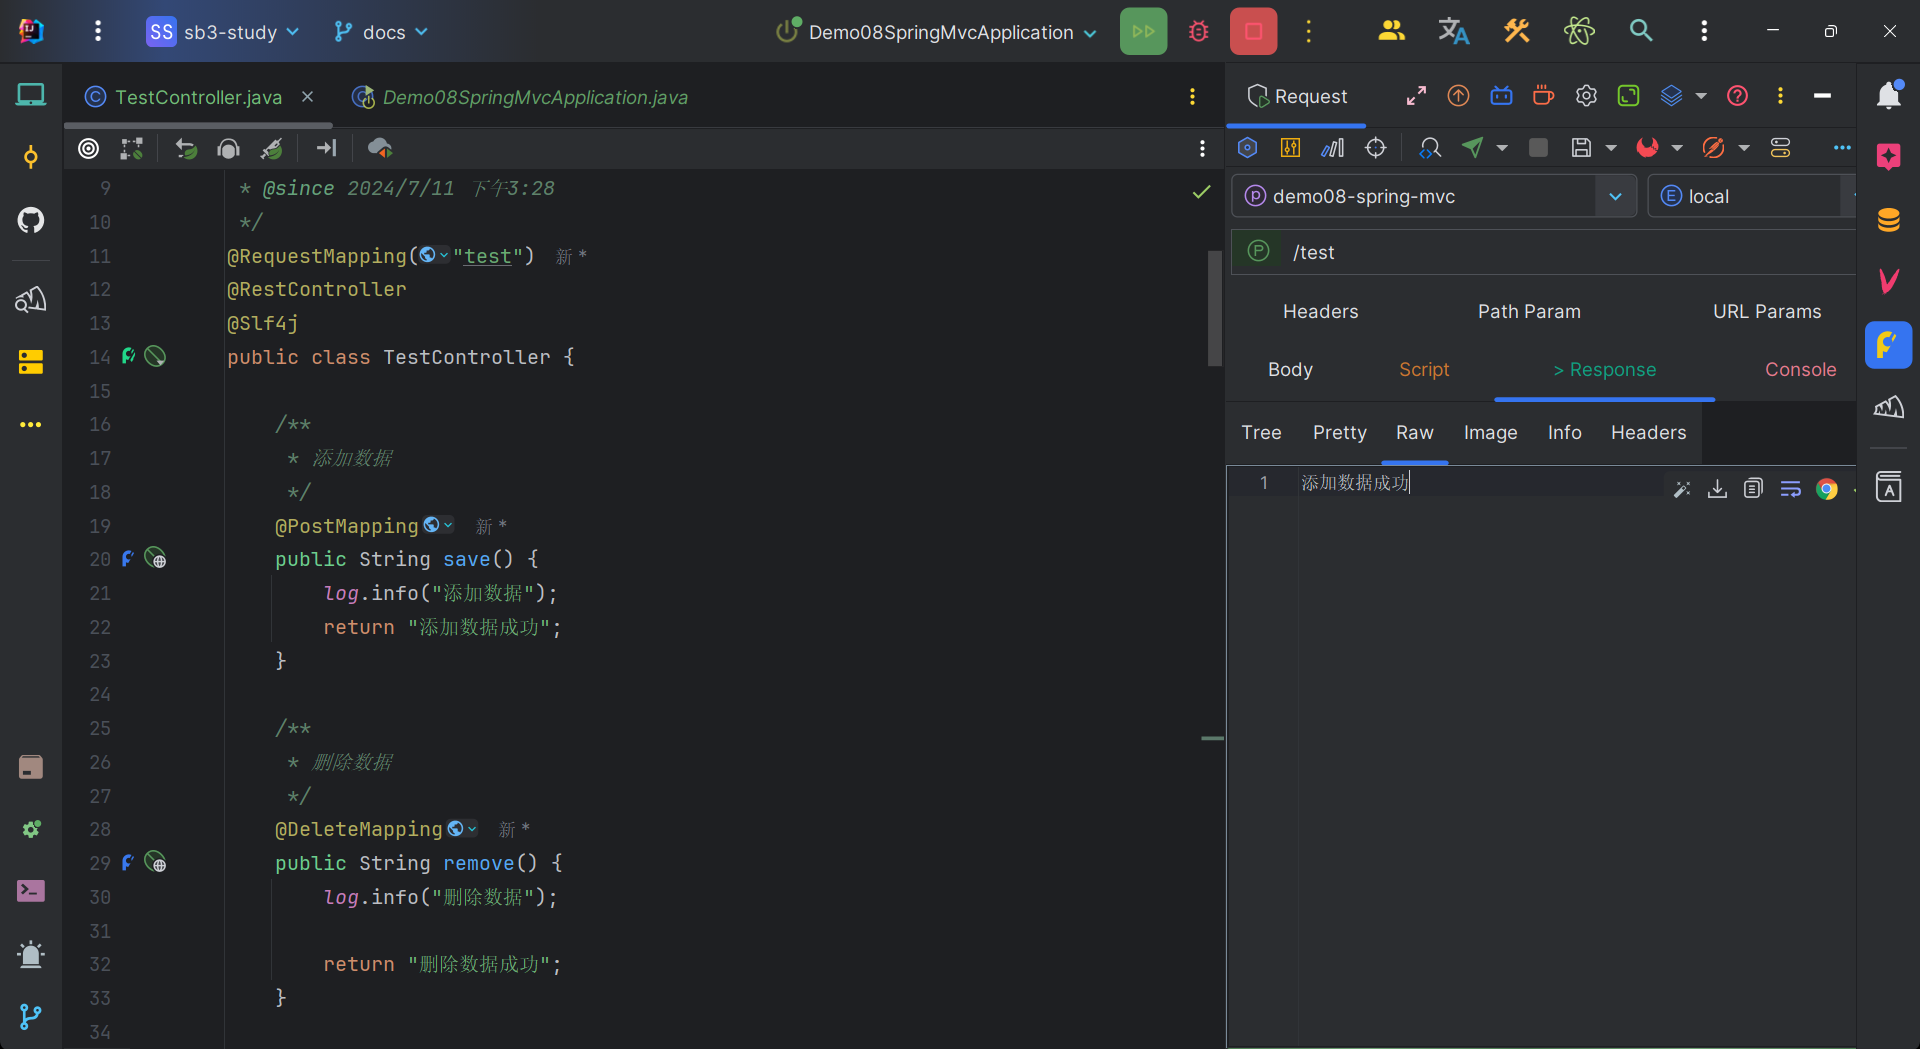 SS sb3-study docs Demo08SpringMvcApplication
TestController.java Demo08SpringMvcApplication.java
Request
demo08-spring-mvc local
/test
Headers Path Param URL Params
Body Script > Response Console
Tree Pretty Raw Image Info Headers
1 添加数据成功
9 * @since 2024/7/11 下午3:28
10 */
11 @RequestMapping("test") 新 *
12 @RestController
13 @Slf4j
14 public class TestController {
15
16 /**
17 * 添加数据
18 */
19 @PostMapping 新 *
20 public String save() {
21 log.info("添加数据");
22 return "添加数据成功";
23 }
24
25 /**
26 * 删除数据
27 */
28 @DeleteMapping 新 *
29 public String remove() {
30 log.info("删除数据");
31
32 return "删除数据成功";
33 }
34